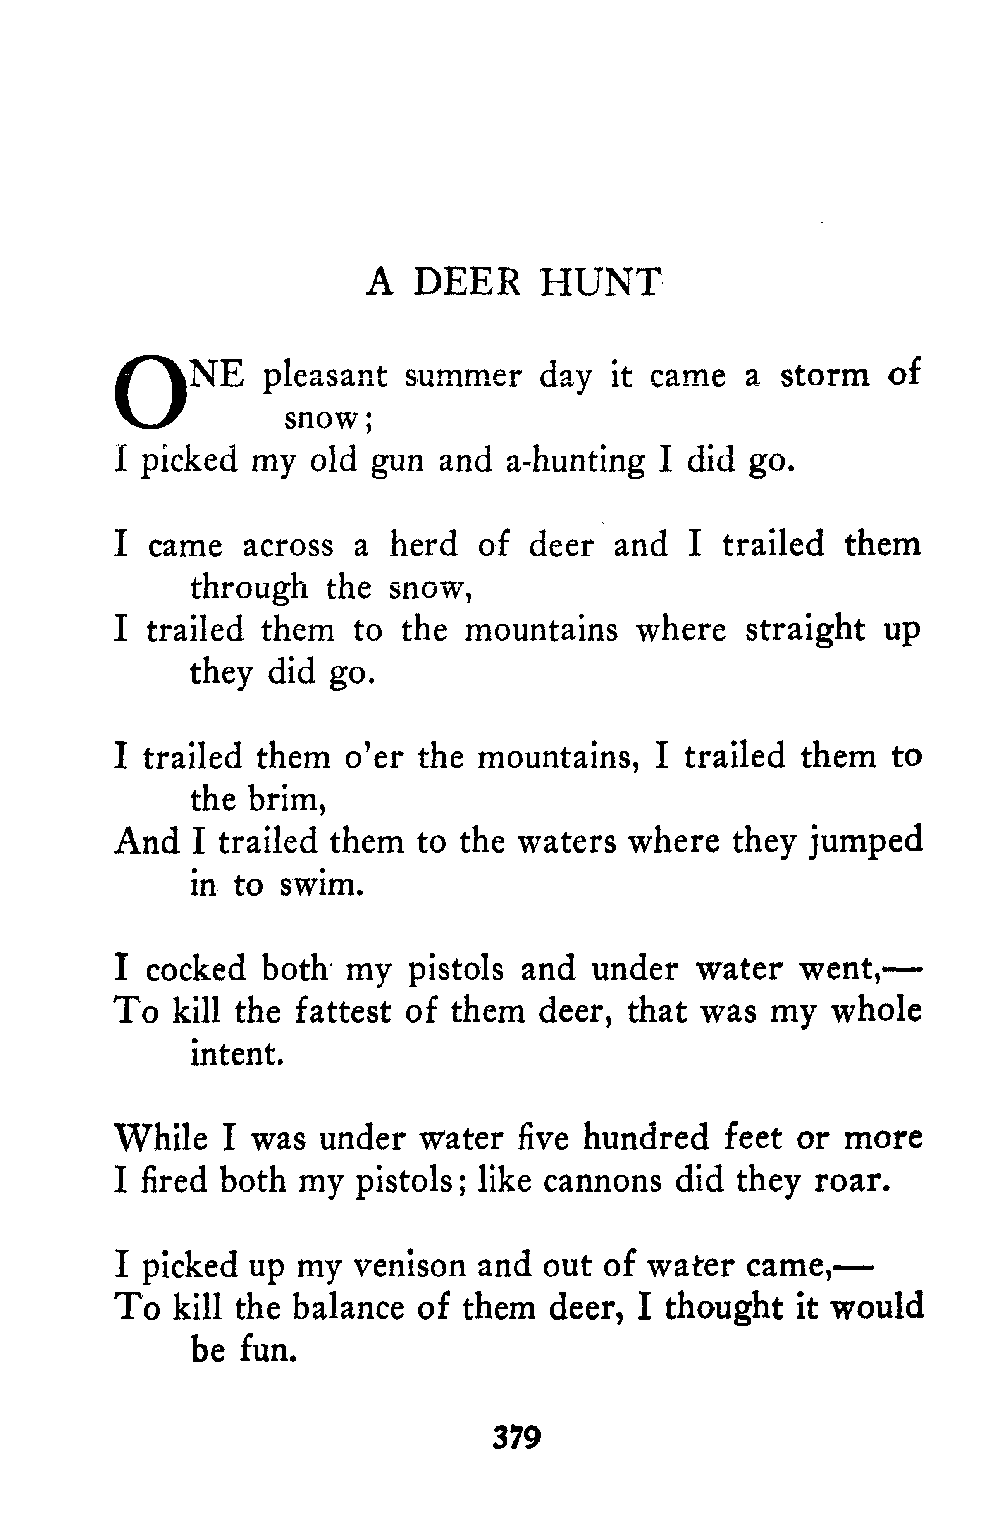 A DEER HUNT
ONE pleasant summer day it came a storm of
snow;
I picked my old gun and a-hunting I did go.
I came across a herd of deer and I trailed them
through the snow,
I trailed them to the mountains where straight up
they did go.
I trailed them o'er the mountains, I trailed them to
the brim,
And I trailed them to the waters where they jumped
in to swim.
I cocked both my pistols and under water went,—
To kill the fattest of them deer, that was my whole
intent.
While I was under water five hundred feet or more
I fired both my pistols; like cannons did they roar.
I picked up my venison and out of water came,—
To kill the balance of them deer, I thought it would
be fun.
379